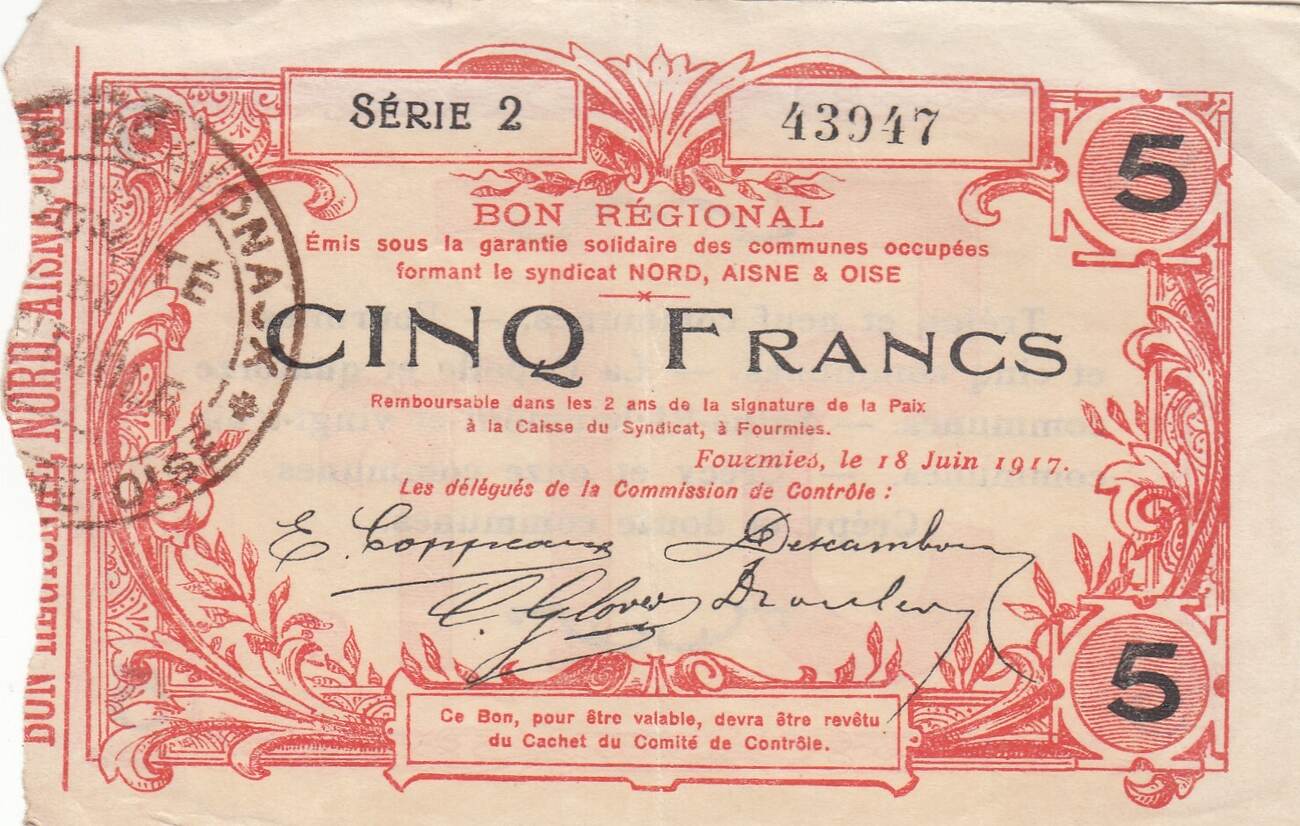 SÉRIE 2
43947
5
BON RÉGIONAL
Émis sous la garantie solidaire des communes occupées
formant le syndicat NORD, AISNE & OISE
CINQ FRANCS
Remboursable dans les 2 ans de la signature de la Paix
à la Caisse du Syndicat, à Fourmies.
Fourmies, le 18 Juin 1917.
Les délégués de la Commission de Contrôle :
E. Coppeaux
5
Ce Bon, pour être valable, devra être revêtu
du Cachet du Comité de Contrôle.
BON RÉGIONAL NORD, AISNE, OISE
OISE